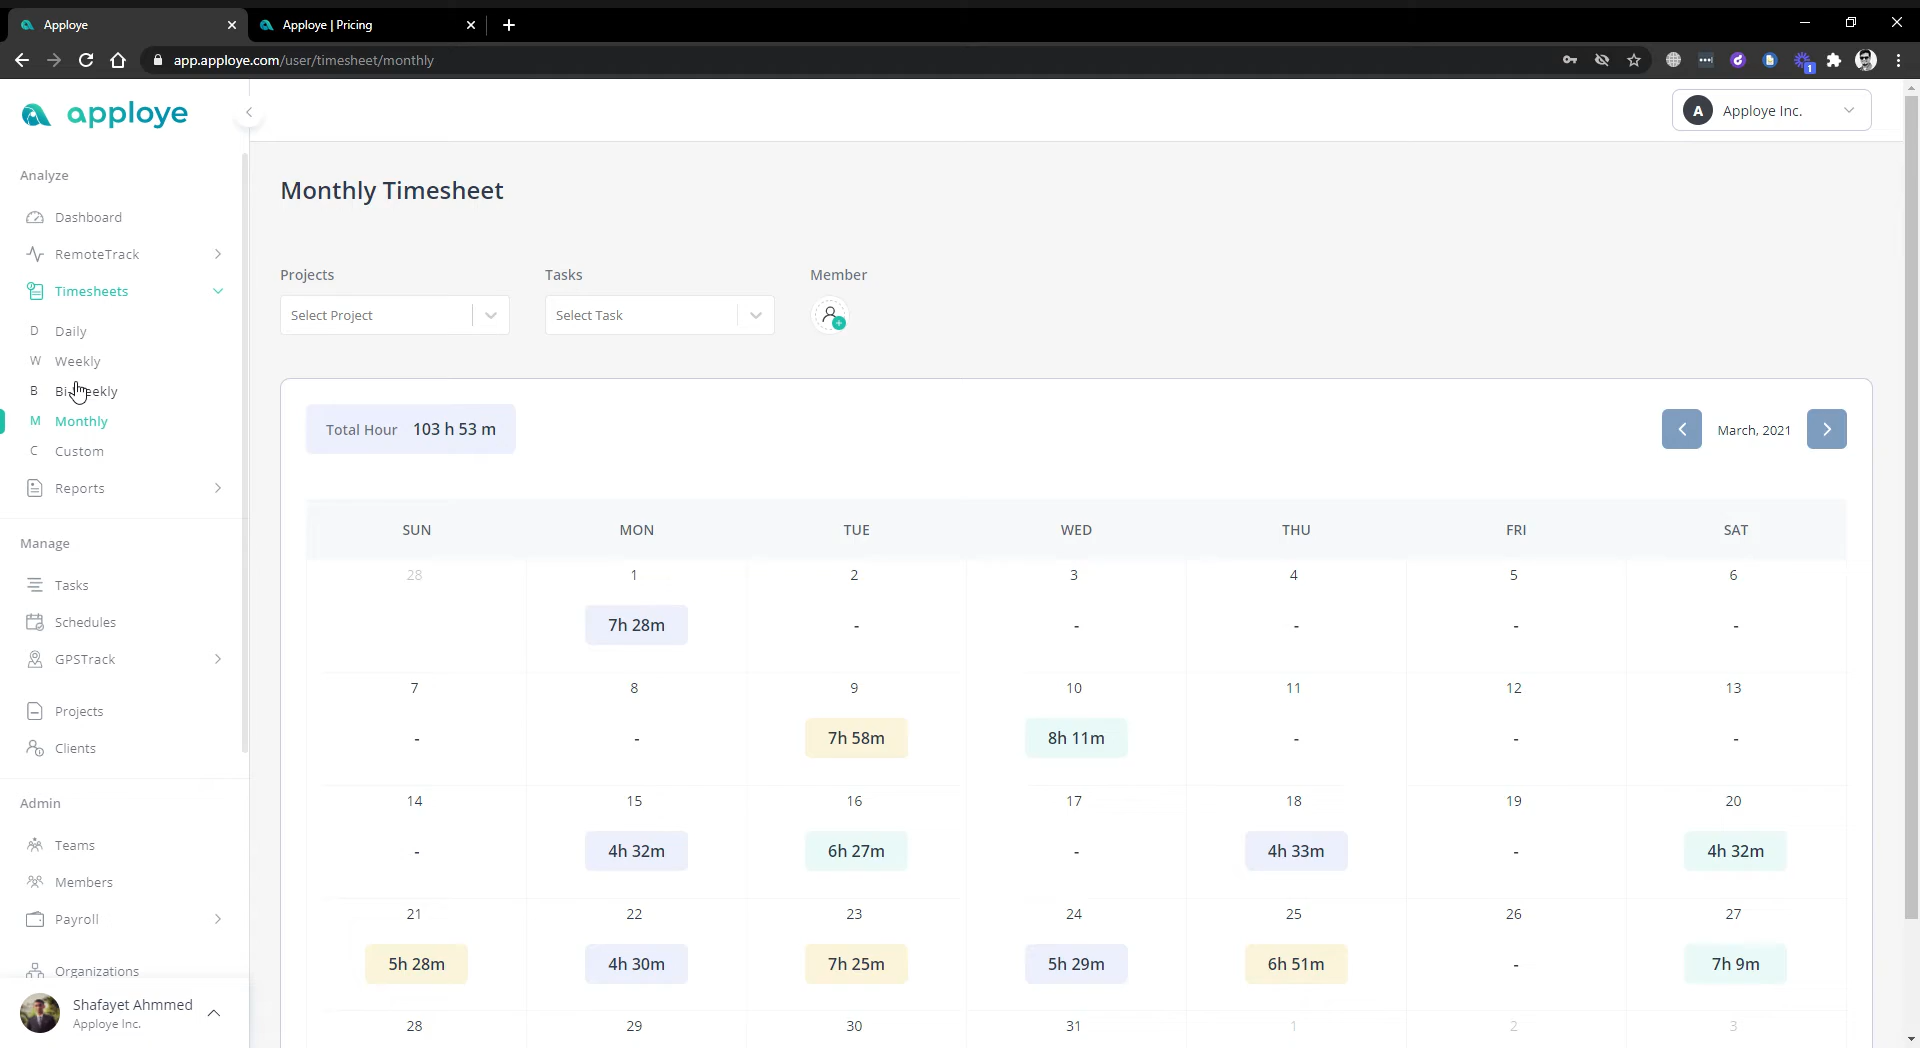 Apploye
Apploye | Pricing
app.apploye.com/user/timesheet/monthly
1
apploye
A
Apploye Inc.
Analyze
Dashboard
RemoteTrack
Timesheets
D Daily
W Weekly
B Bi-Weekly
M Monthly
C Custom
Reports
Manage
Tasks
Schedules
GPSTrack
Projects
Clients
Admin
Teams
Members
Payroll
Organizations
Shafayet Ahmmed
Apploye Inc.
Monthly Timesheet
Projects Tasks Member
Select Project Select Task
Total Hour 103 h 53 m
March, 2021
SUN MON TUE WED THU FRI SAT
28 1 2 3 4 5 6
7h 28m - - - - -
7 8 9 10 11 12 13
- - 7h 58m 8h 11m - - -
14 15 16 17 18 19 20
- 4h 32m 6h 27m - 4h 33m - 4h 32m
21 22 23 24 25 26 27
5h 28m 4h 30m 7h 25m 5h 29m 6h 51m - 7h 9m
28 29 30 31 1 2 3